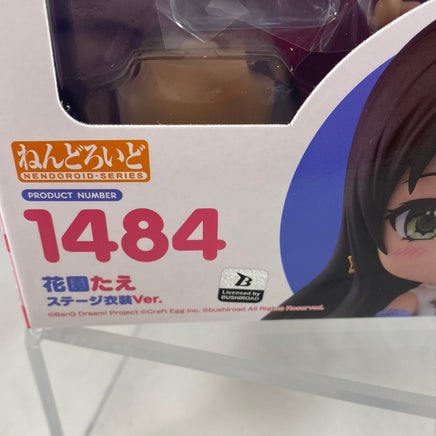 ねんどろいど
NENDOROID-SERIES
PRODUCT NUMBER
1484
花園たえ
ステージ衣装Ver.
B
Licensed by
BUSHIROAD
©BanG Dream! Project ©Craft Egg Inc. ©bushiroad All Rights Reserved.